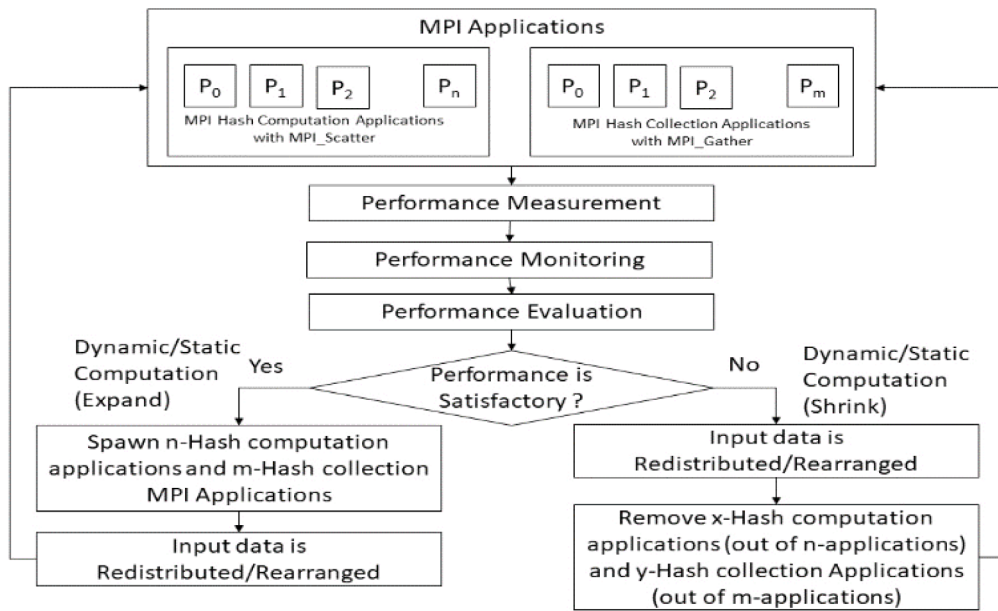 MPI Applications
P0 P1 P2 Pn
MPI Hash Computation Applications
with MPI_Scatter
P0 P1 P2 Pm
MPI Hash Collection Applications
with MPI_Gather
Performance Measurement
Performance Monitoring
Performance Evaluation
Performance is
Satisfactory ?
Dynamic/Static
Computation
(Expand)
Yes
Spawn n-Hash computation
applications and m-Hash collection
MPI Applications
Input data is
Redistributed/Rearranged
No
Dynamic/Static
Computation
(Shrink)
Input data is
Redistributed/Rearranged
Remove x-Hash computation
applications (out of n-applications)
and y-Hash collection Applications
(out of m-applications)